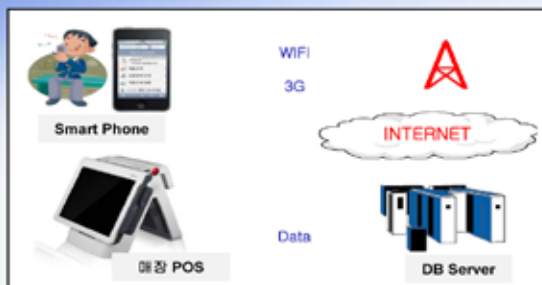 WIFI
3G
Smart Phone
INTERNET
Data
매장 POS
DB Server